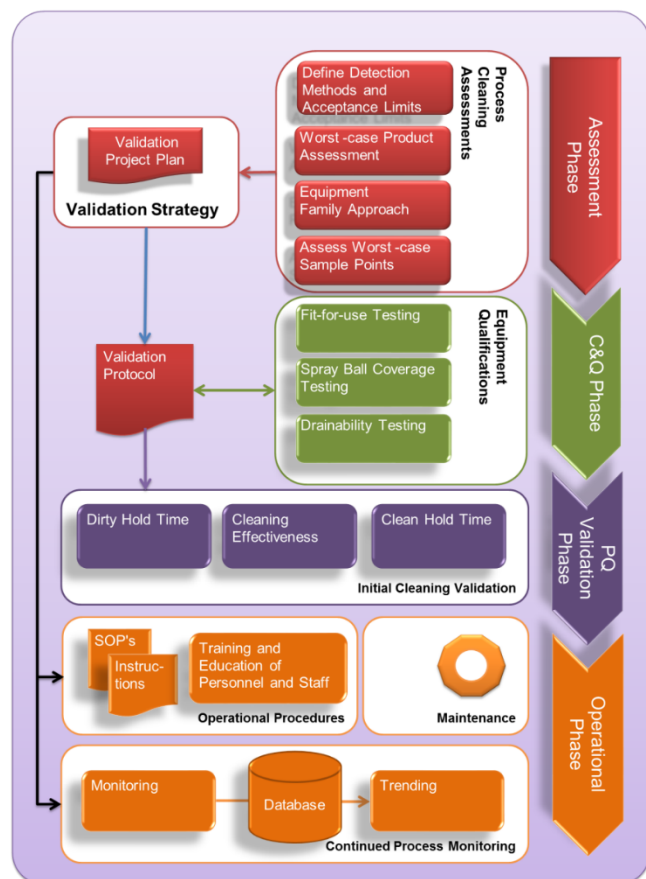 Define Detection
Methods and
Acceptance Limits
Worst -case Product
Assessment
Equipment
Family Approach
Assess Worst -case
Sample Points
Process
Cleaning
Assessments
Assessment
Phase
Validation
Project Plan
Validation Strategy
Fit-for-use Testing
Spray Ball Coverage
Testing
Drainability Testing
Equipment
Qualifications
C&Q Phase
Validation
Protocol
Dirty Hold Time
Cleaning
Effectiveness
Clean Hold Time
Initial Cleaning Validation
PQ
Validation
Phase
SOP's
Instruc-
tions
Training and
Education of
Personnel and Staff
Operational Procedures
Maintenance
Operational
Phase
Monitoring
Database
Trending
Continued Process Monitoring